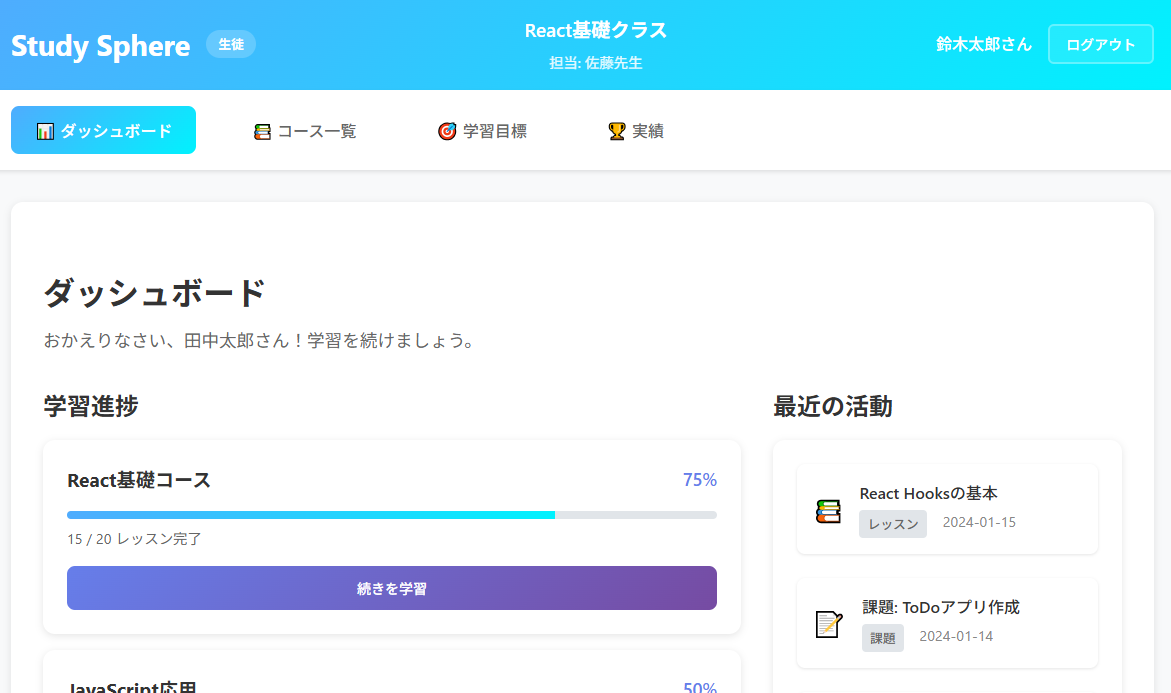 Study Sphere
生徒
React基礎クラス
担当: 佐藤先生
鈴木太郎さん
ログアウト
ダッシュボード
コース一覧
学習目標
実績
ダッシュボード
おかえりなさい、田中太郎さん！学習を続けましょう。
学習進捗
React基礎コース
75%
15 / 20 レッスン完了
続きを学習
JavaScript応用
50%
最近の活動
React Hooksの基本
レッスン
2024-01-15
課題: ToDoアプリ作成
課題
2024-01-14